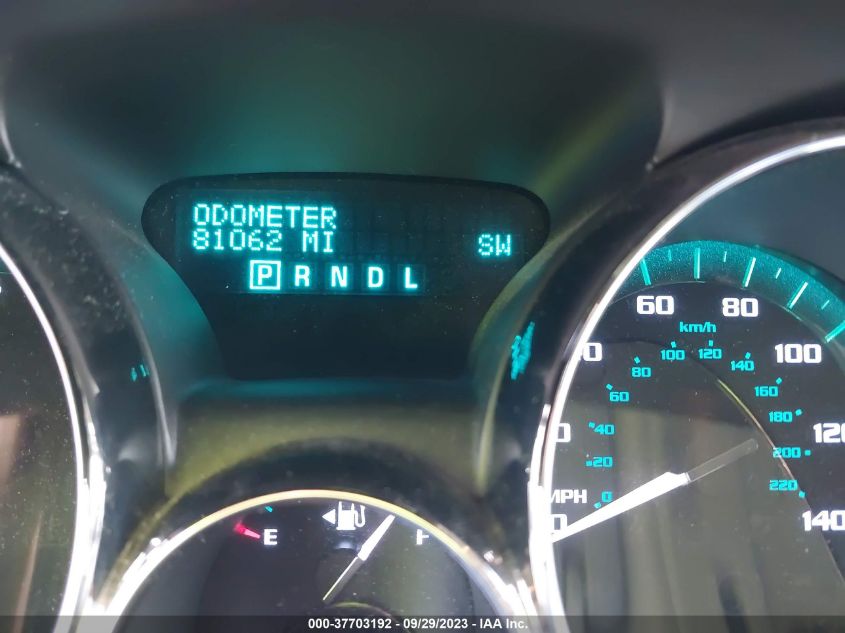 ODOMETER
81062 MI SW
P R N D L
60 80 100 140
km/h
0 20 40 60 80 100 120 140 160 180 200 220
MPH
E F
000-37703192 - 09/29/2023 - IAA Inc.